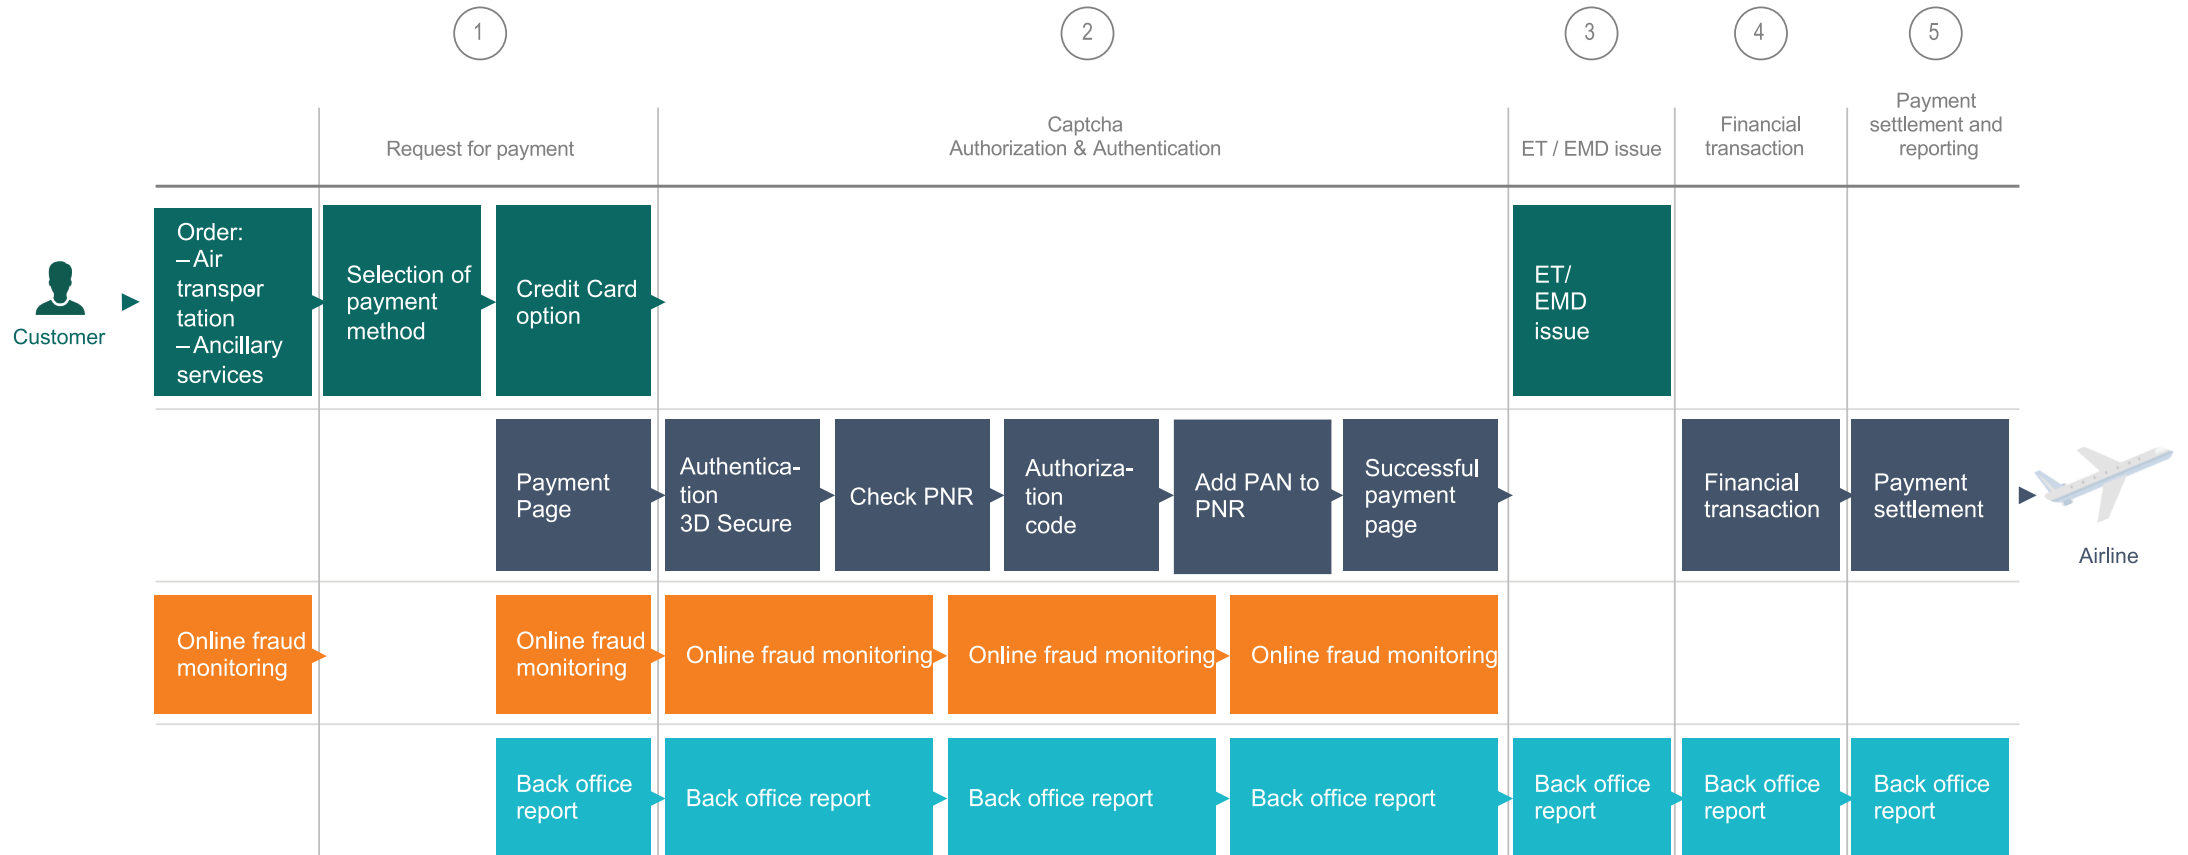 1
2
3
4
5
Request for payment
Captcha
Authorization & Authentication
ET / EMD issue
Financial
transaction
Payment
settlement and
reporting
Customer
Order:
– Air
transpor
tation
– Ancillary
services
Selection of
payment
method
Credit Card
option
ET/
EMD
issue
Payment
Page
Authentica-
tion
3D Secure
Check PNR
Authoriza-
tion
code
Add PAN to
PNR
Successful
payment
page
Financial
transaction
Payment
settlement
Airline
Online fraud
monitoring
Online fraud
monitoring
Online fraud monitoring
Online fraud monitoring
Online fraud monitoring
Back office
report
Back office report
Back office report
Back office report
Back office
report
Back office
report
Back office
report